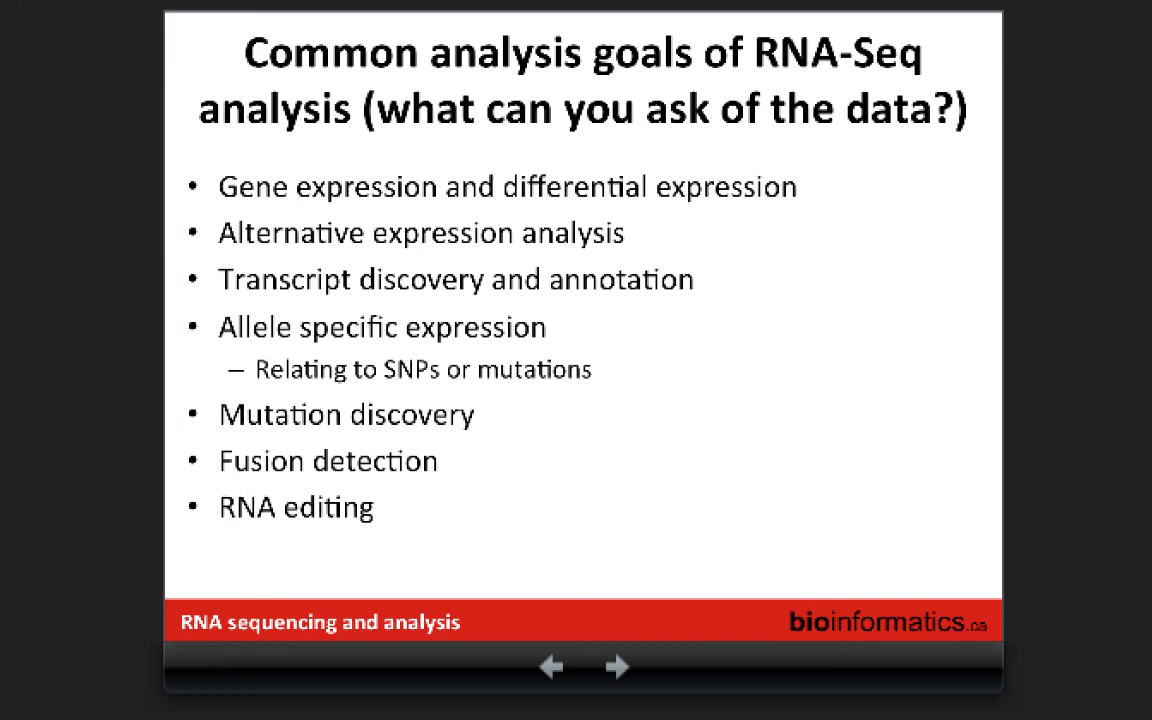 Common analysis goals of RNA-Seq
analysis (what can you ask of the data?)
• Gene expression and differential expression
• Alternative expression analysis
• Transcript discovery and annotation
• Allele specific expression
– Relating to SNPs or mutations
• Mutation discovery
• Fusion detection
• RNA editing
RNA sequencing and analysis
bioinformatics.ca